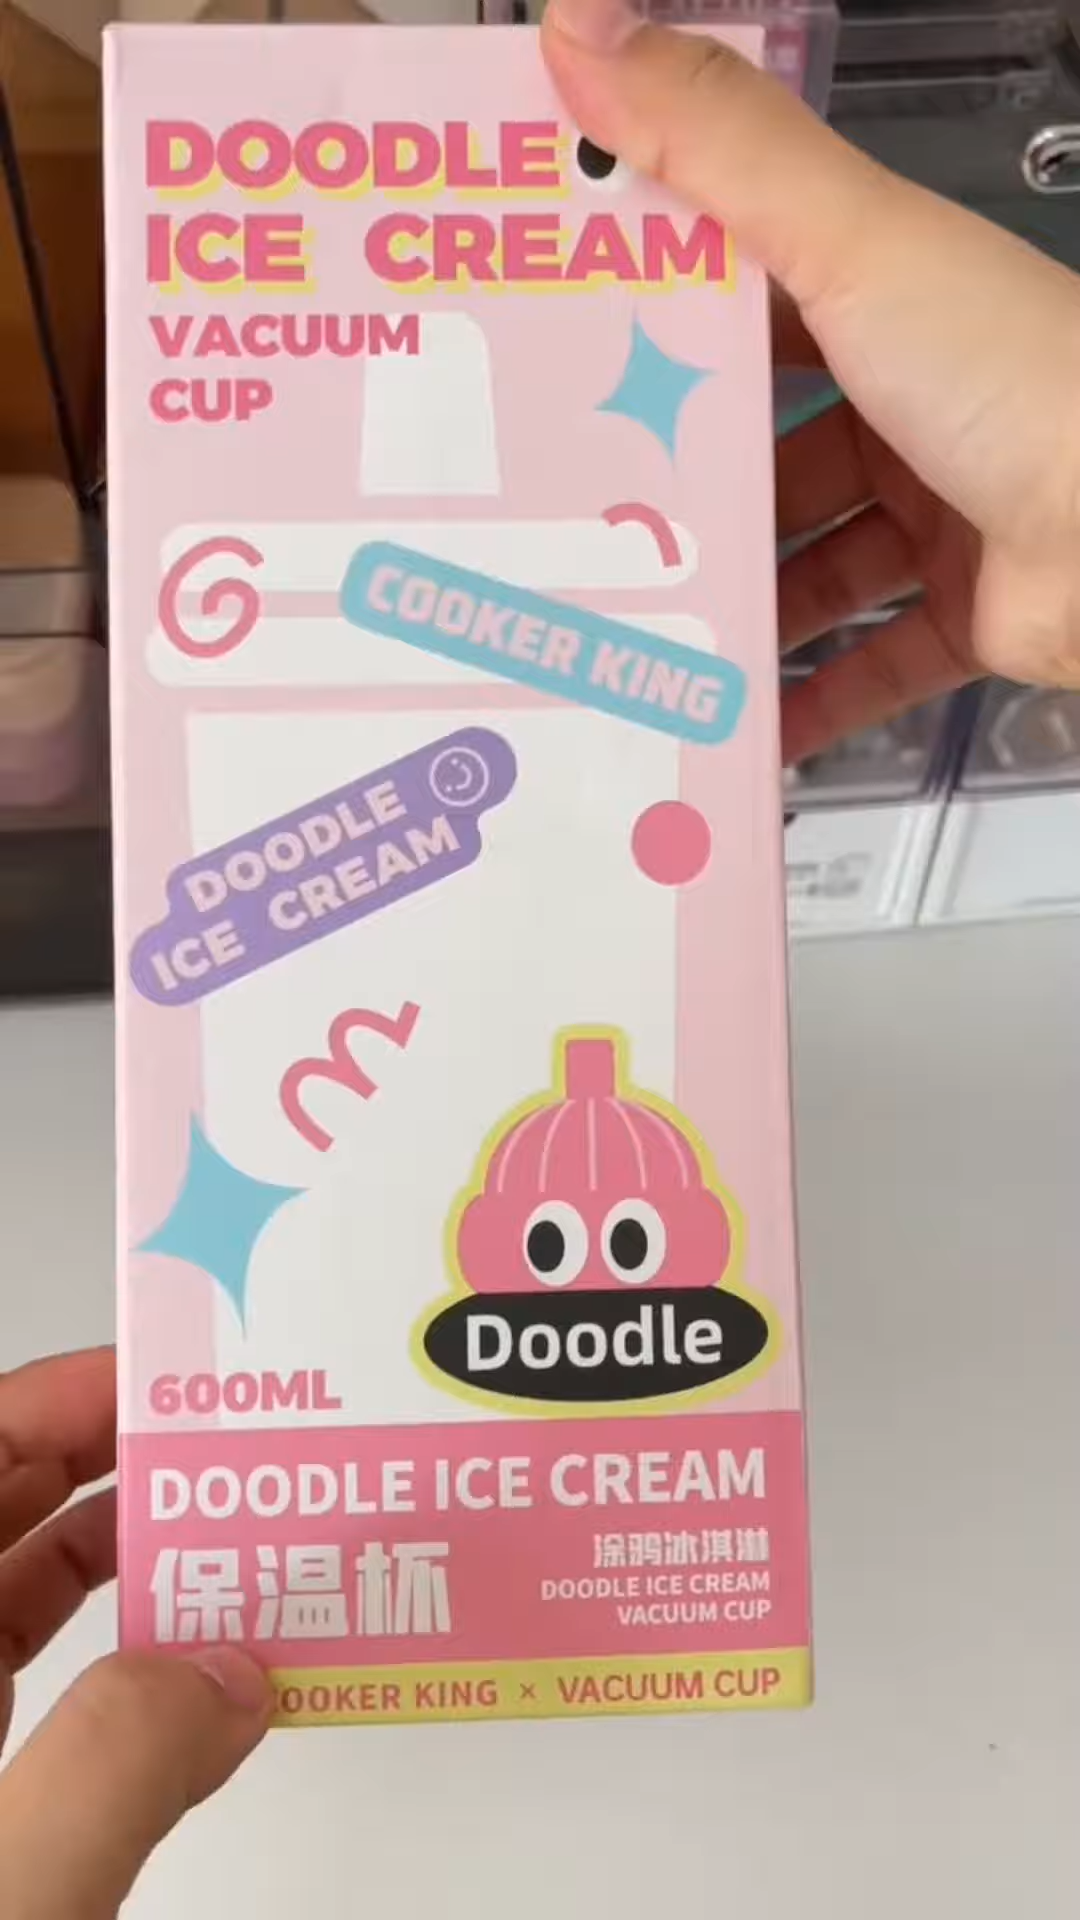 DOODLE
ICE CREAM
VACUUM
CUP
COOKER KING
DOODLE
ICE CREAM
Doodle
600ML
DOODLE ICE CREAM
保温杯
涂鸦冰淇淋
DOODLE ICE CREAM
VACUUM CUP
OOKER KING × VACUUM CUP